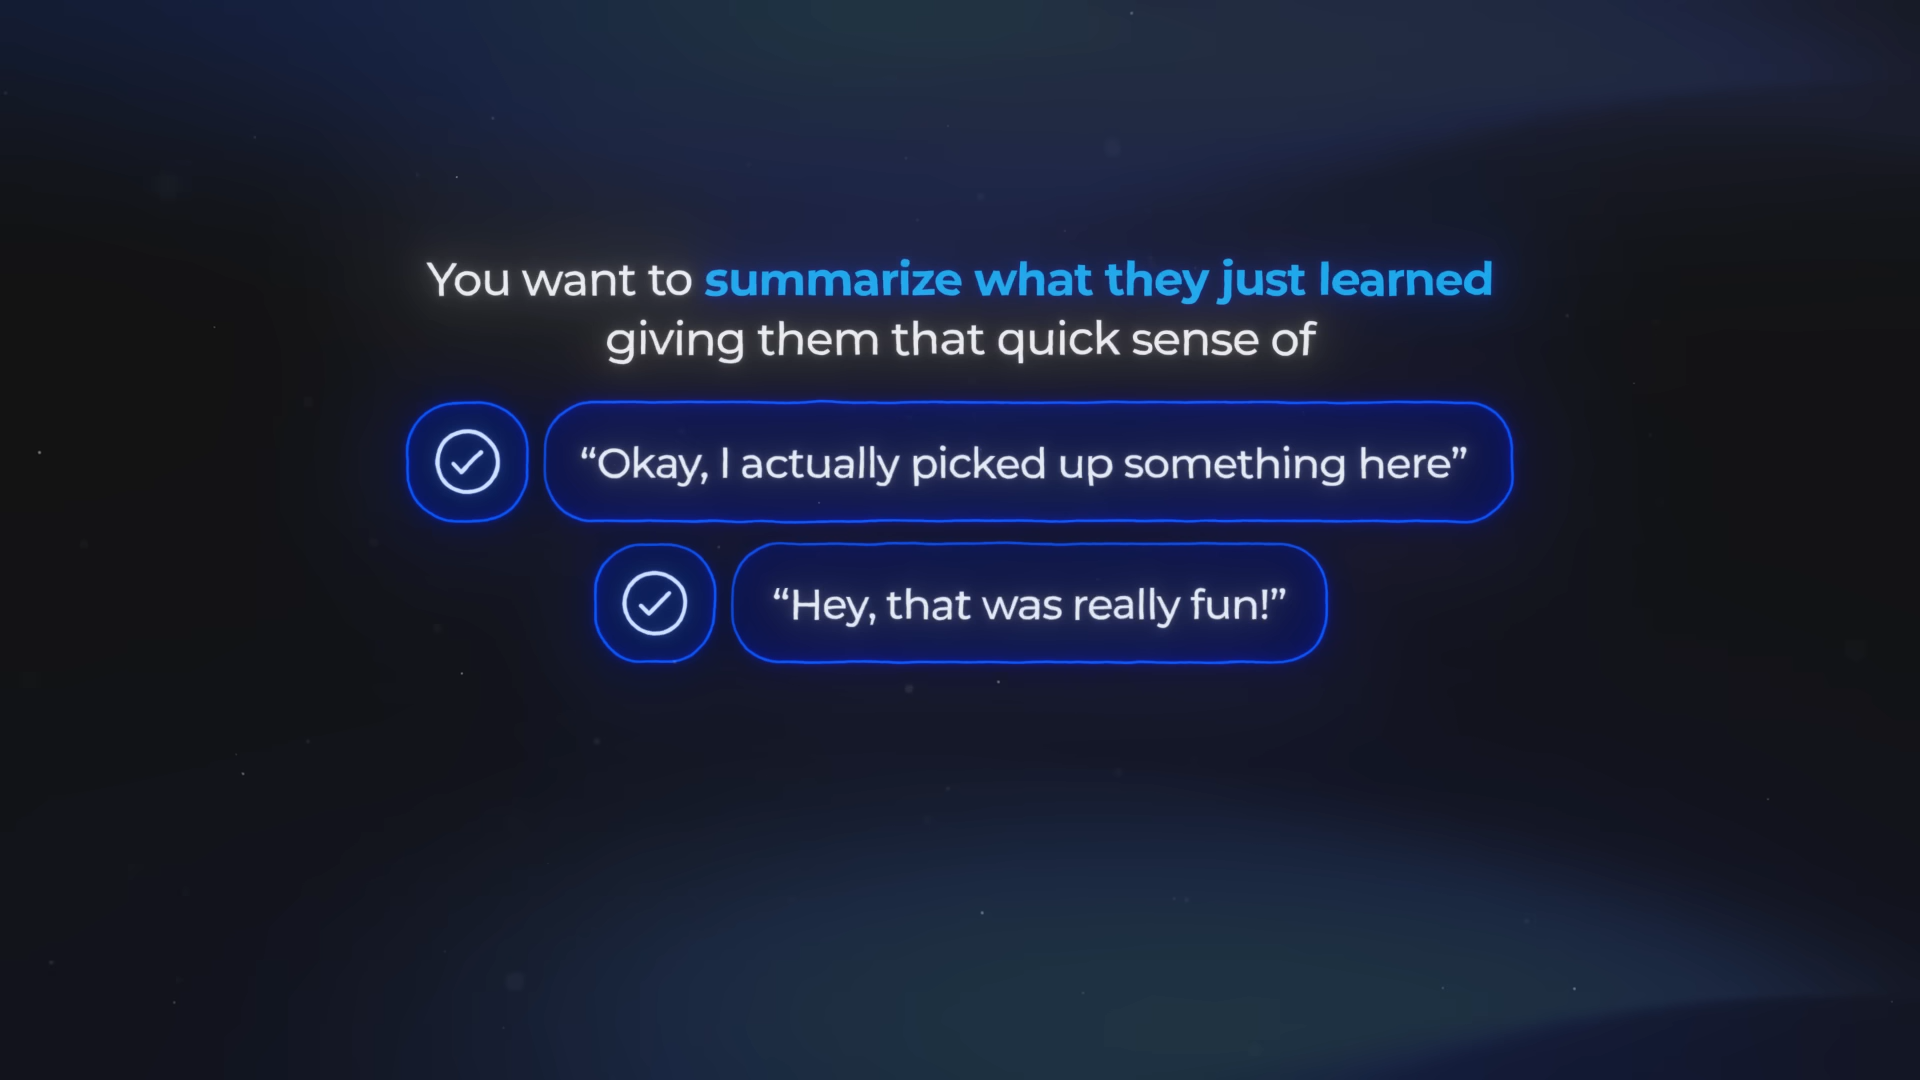 You want to summarize what they just learned
giving them that quick sense of
“Okay, I actually picked up something here”
“Hey, that was really fun!”